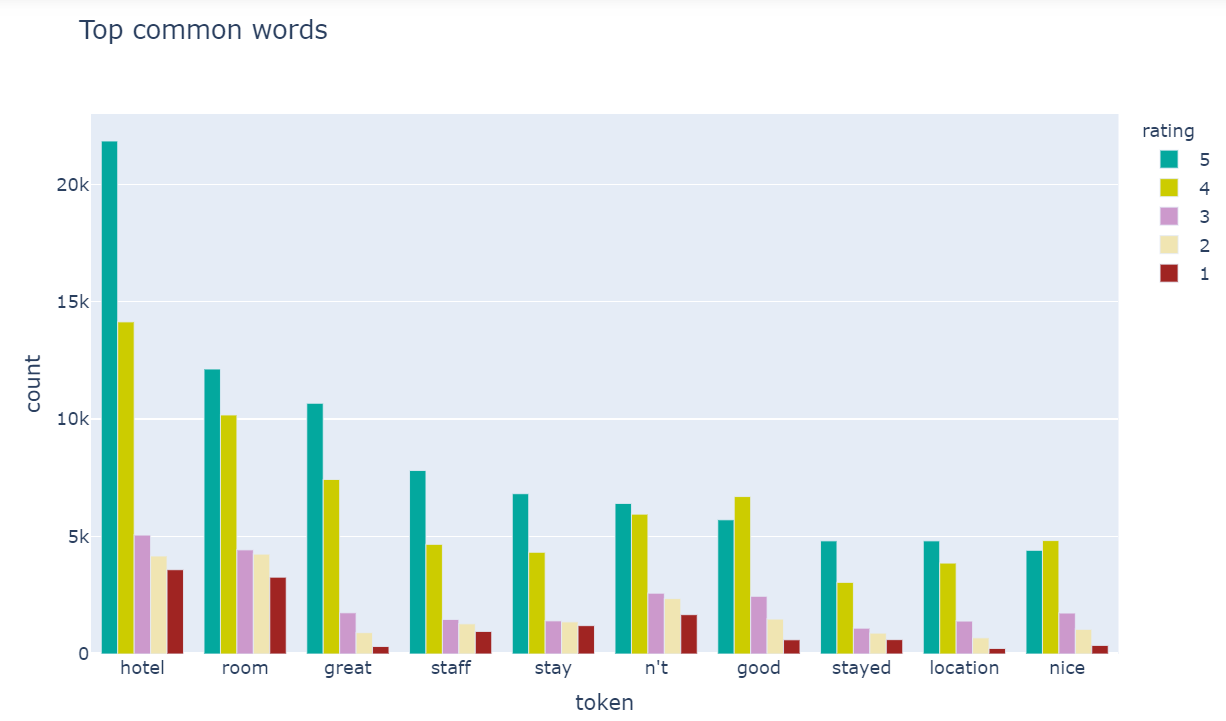 Top common words
rating
5
4
3
2
1
20k
15k
10k
5k
0
count
hotel room great staff stay n't good stayed location nice
token